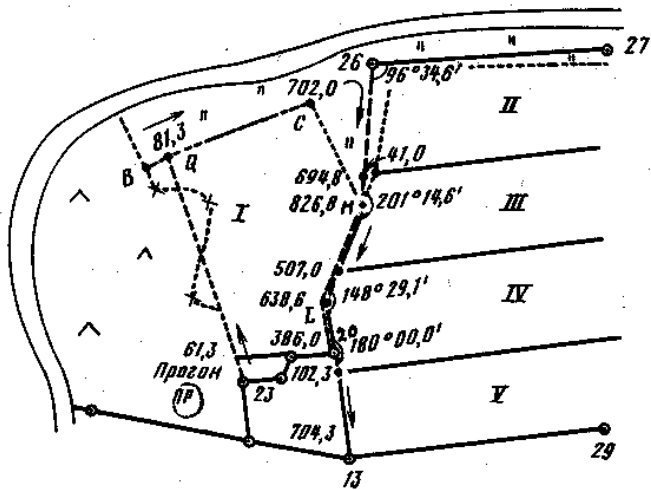 26
27
96°34,6'
702,0
C
II
81,3
Q
B
694,8
41,0
826,8
M
201°14,6'
III
I
507,0
638,6
L
148°29,1'
IV
20
180°00,0'
386,0
61,3
Прогон
ПР
23
102,3
V
704,3
13
29